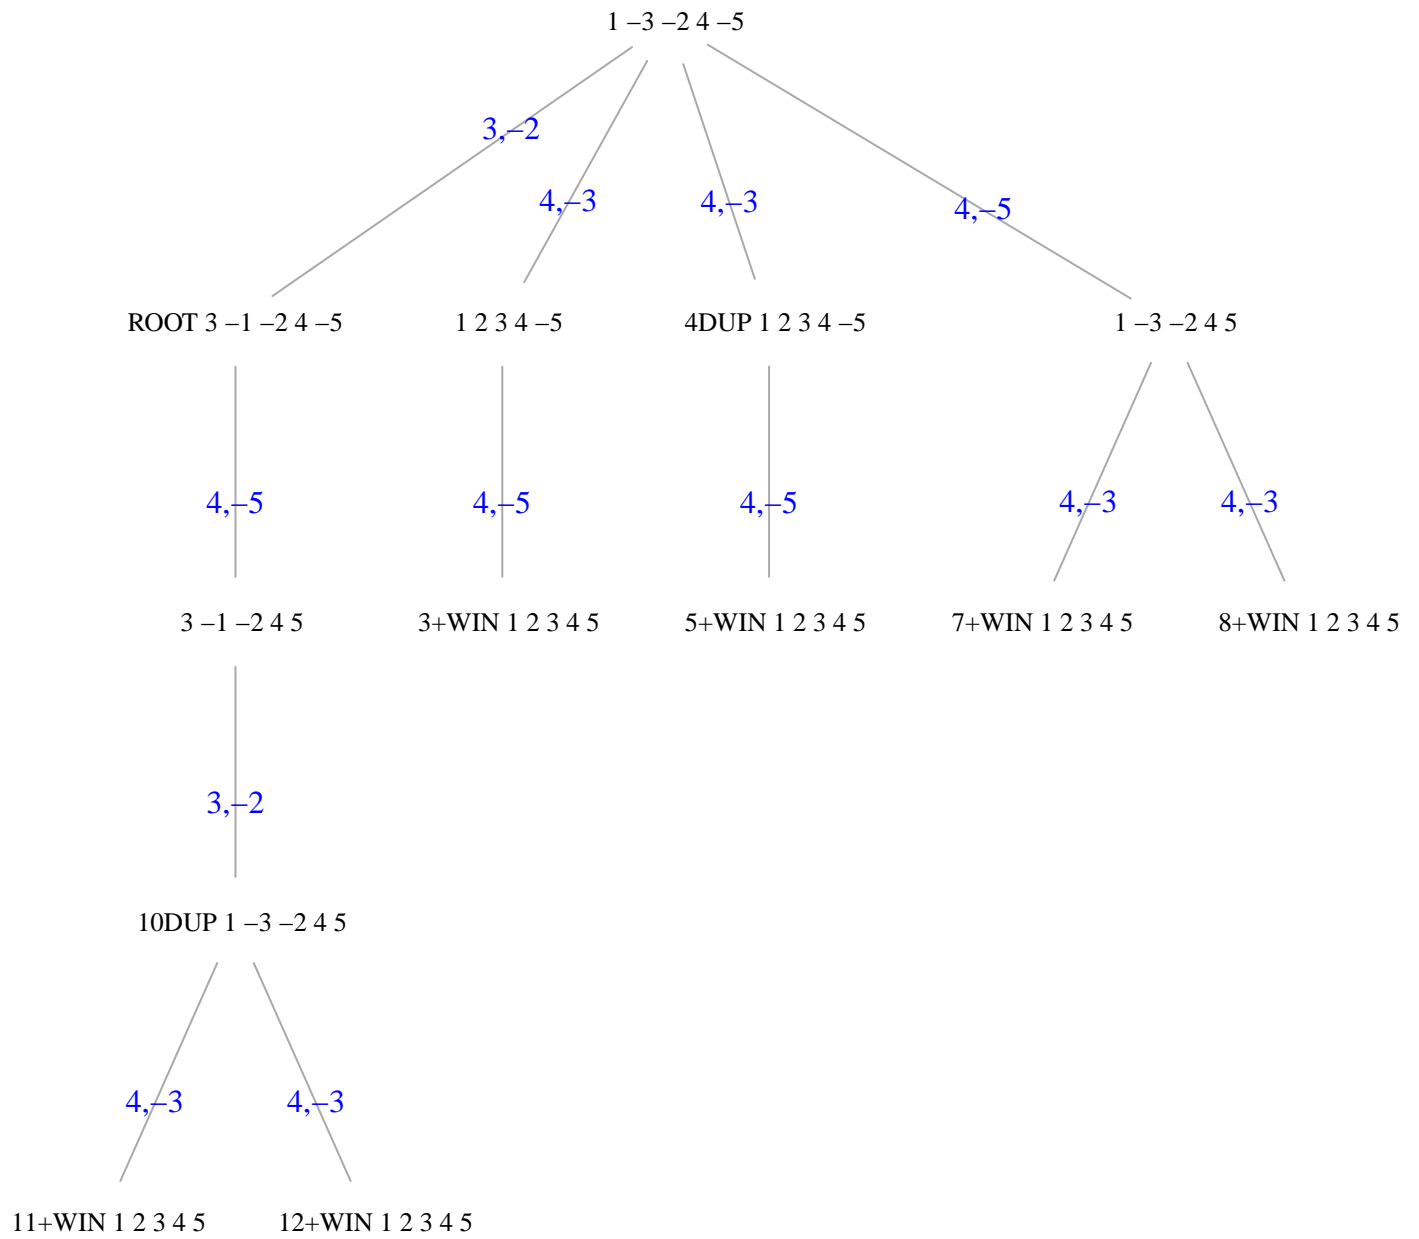 1 –3 –2 4 –5
3,–2
4,–3
4,–3
4,–5
ROOT 3 –1 –2 4 –5
1 2 3 4 –5
4DUP 1 2 3 4 –5
1 –3 –2 4 5
4,–5
4,–5
4,–5
4,–3
4,–3
3 –1 –2 4 5
3+WIN 1 2 3 4 5
5+WIN 1 2 3 4 5
7+WIN 1 2 3 4 5
8+WIN 1 2 3 4 5
3,–2
10DUP 1 –3 –2 4 5
4,–3
4,–3
11+WIN 1 2 3 4 5
12+WIN 1 2 3 4 5